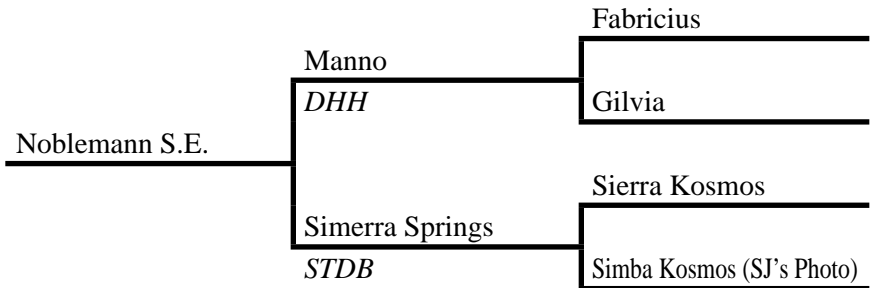 Fabricius
Manno
DHH
Gilvia
Noblemann S.E.
Sierra Kosmos
Simerra Springs
STDB
Simba Kosmos (SJ's Photo)